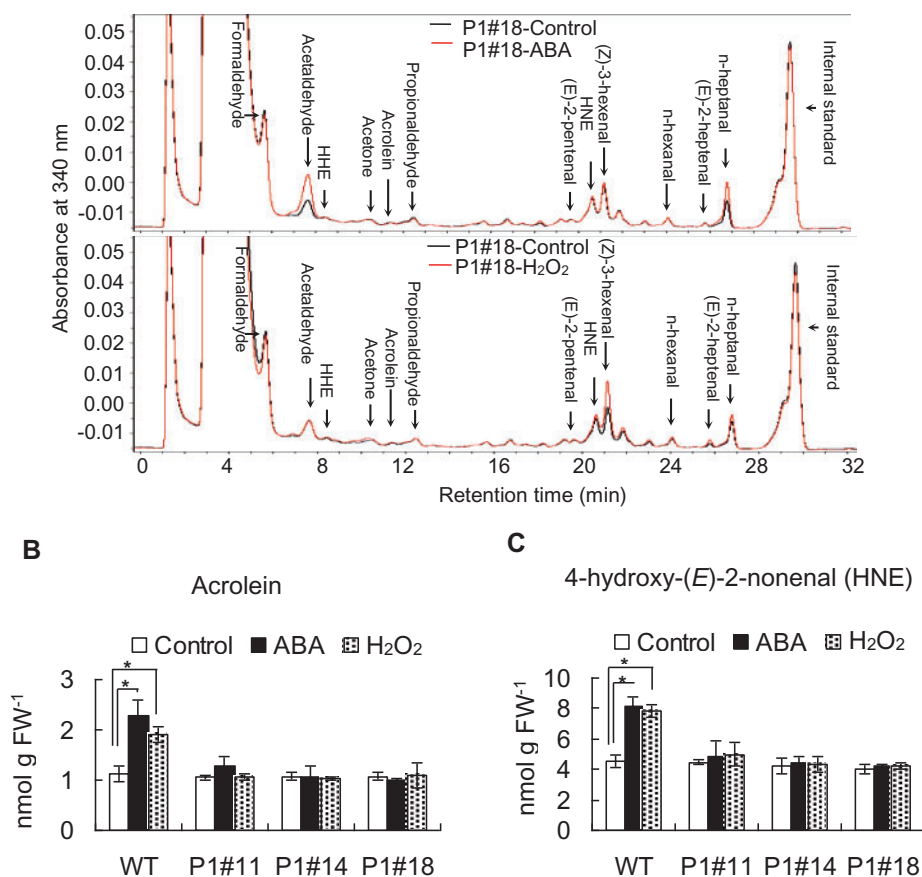 P1#18-Control
P1#18-ABA
Formaldehyde
Acetaldehyde
HHE
Acetone
Acrolein
Propionaldehyde
(E)-2-pentenal
HNE
(Z)-3-hexenal
n-hexanal
(E)-2-heptenal
n-heptanal
Internal standard
0.05
0.04
0.03
0.02
0.01
0.00
-0.01
P1#18-Control
P1#18-H₂O₂
Formaldehyde
Acetaldehyde
HHE
Acetone
Acrolein
Propionaldehyde
(E)-2-pentenal
HNE
(Z)-3-hexenal
n-hexanal
(E)-2-heptenal
n-heptanal
Internal standard
0.05
0.04
0.03
0.02
0.01
0.00
-0.01
Absorbance at 340 nm
0 4 6 8 12 16 20 24 28 32
Retention time (min)
B
Acrolein
Control ABA H₂O₂
* *
3
2
1
0
nmol g FW⁻¹
WT P1#11 P1#14 P1#18
C
4-hydroxy-(E)-2-nonenal (HNE)
Control ABA H₂O₂
* *
10
8
6
4
2
0
nmol g FW⁻¹
WT P1#11 P1#14 P1#18